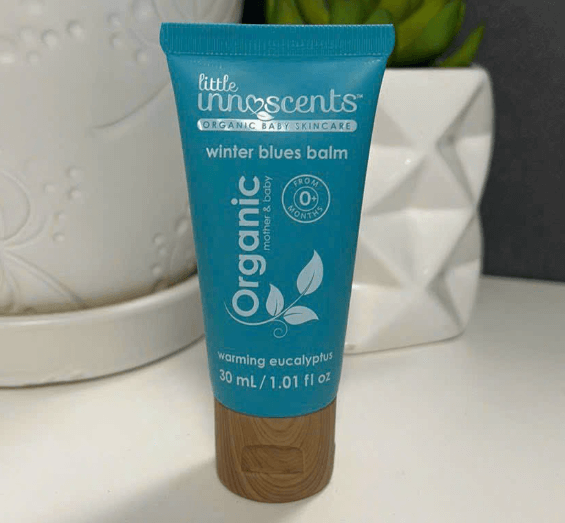 little
innoscents™
ORGANIC BABY SKINCARE
winter blues balm
FROM
0+
MONTHS
Organic
mother & baby
warming eucalyptus
30 mL / 1.01 fl oz